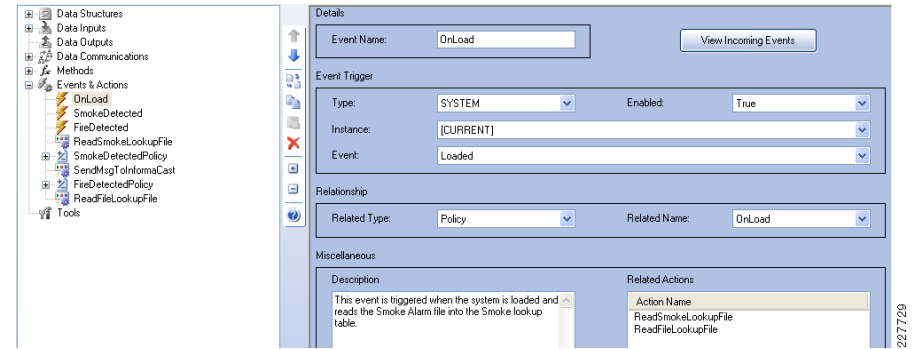 Data Structures
Data Inputs
Data Outputs
Data Communications
fx Methods
Events & Actions
OnLoad
SmokeDetected
FireDetected
ReadSmokeLookupFile
SmokeDetectedPolicy
SendMsgToInformaCast
FireDetectedPolicy
ReadFileLookupFile
Tools
Details
Event Name: OnLoad View Incoming Events
Event Trigger
Type: SYSTEM Enabled: True
Instance: [CURRENT]
Event: Loaded
Relationship
Related Type: Policy Related Name: OnLoad
Miscellaneous
Description
This event is triggered when the system is loaded and
reads the Smoke Alarm file into the Smoke lookup
table.
Related Actions
Action Name
ReadSmokeLookupFile
ReadFileLookupFile
227729